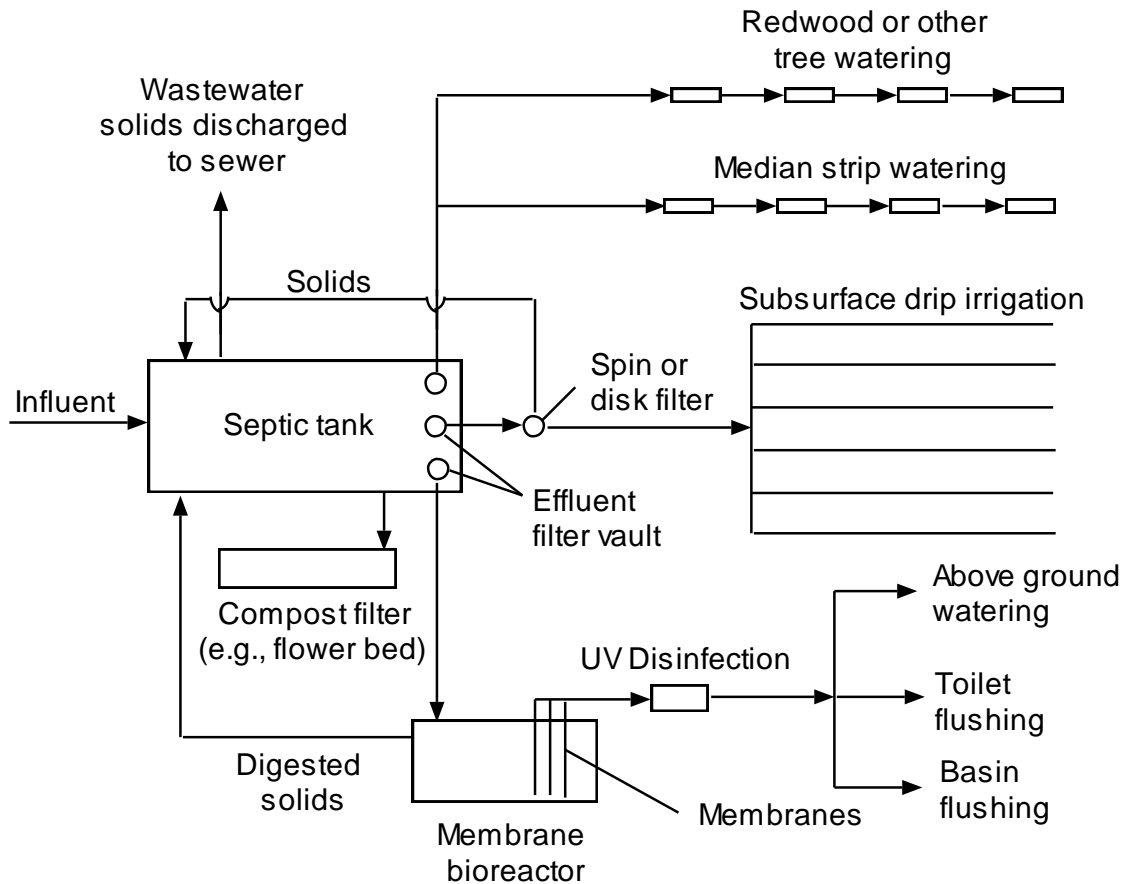 Redwood or other
tree watering
Wastewater
solids discharged
to sewer
Median strip watering
Solids
Subsurface drip irrigation
Influent
Septic tank
Spin or
disk filter
Effluent
filter vault
Compost filter
(e.g., flower bed)
Above ground
watering
UV Disinfection
Toilet
flushing
Digested
solids
Basin
flushing
Membranes
Membrane
bioreactor